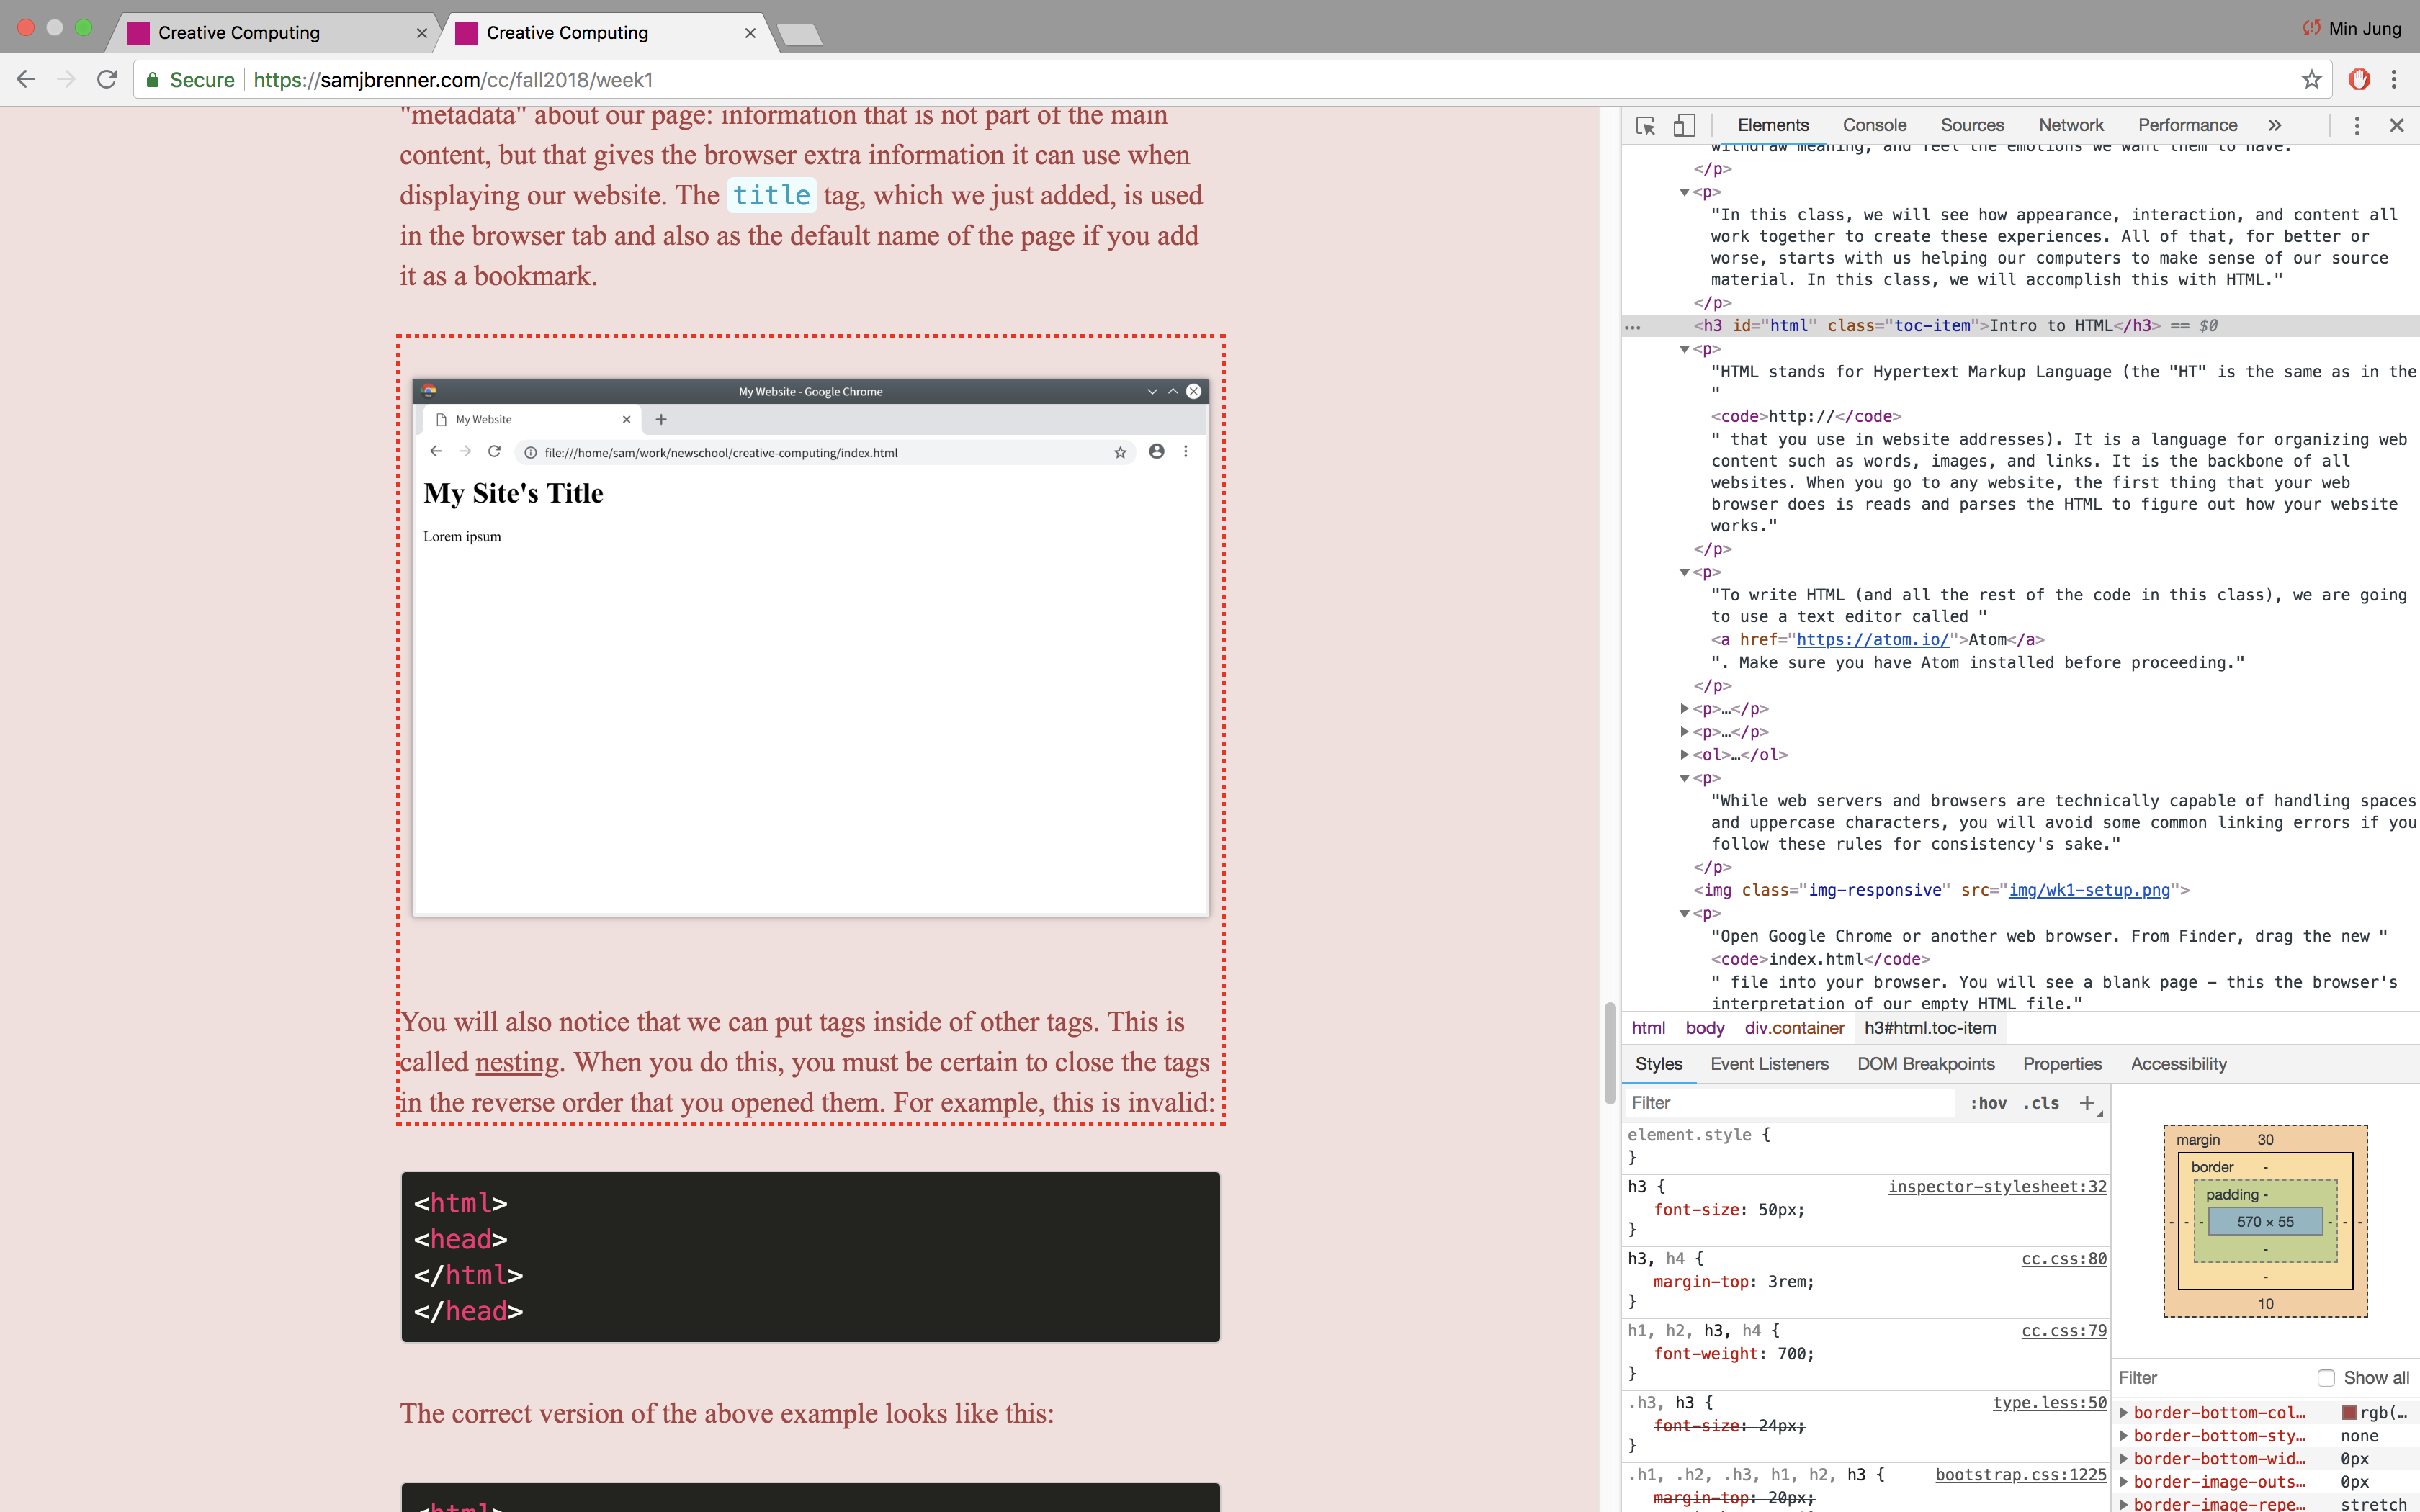 Creative Computing
Creative Computing
Min Jung
Secure https://samjbrenner.com/cc/fall2018/week1
"metadata" about our page: information that is not part of the main
content, but that gives the browser extra information it can use when
displaying our website. The title tag, which we just added, is used
in the browser tab and also as the default name of the page if you add
it as a bookmark.
My Website - Google Chrome
My Website
file:///home/sam/work/newschool/creative-computing/index.html
My Site's Title
Lorem ipsum
You will also notice that we can put tags inside of other tags. This is
called nesting. When you do this, you must be certain to close the tags
in the reverse order that you opened them. For example, this is invalid:
<html>
<head>
</html>
</head>
The correct version of the above example looks like this:
<html>
Elements Console Sources Network Performance »
withdraw meaning, and feel the emotions we want them to have.
</p>
<p>
"In this class, we will see how appearance, interaction, and content all
work together to create these experiences. All of that, for better or
worse, starts with us helping our computers to make sense of our source
material. In this class, we will accomplish this with HTML."
</p>
… <h3 id="html" class="toc-item">Intro to HTML</h3> == $0
<p>
"HTML stands for Hypertext Markup Language (the "HT" is the same as in the
"
<code>http://</code>
" that you use in website addresses). It is a language for organizing web
content such as words, images, and links. It is the backbone of all
websites. When you go to any website, the first thing that your web
browser does is reads and parses the HTML to figure out how your website
works."
</p>
<p>
"To write HTML (and all the rest of the code in this class), we are going
to use a text editor called "
<a href="https://atom.io/">Atom</a>
". Make sure you have Atom installed before proceeding."
</p>
<p>…</p>
<p>…</p>
<ol>…</ol>
<p>
"While web servers and browsers are technically capable of handling spaces
and uppercase characters, you will avoid some common linking errors if you
follow these rules for consistency's sake."
</p>
<img class="img-responsive" src="img/wk1-setup.png">
<p>
"Open Google Chrome or another web browser. From Finder, drag the new "
<code>index.html</code>
" file into your browser. You will see a blank page - this the browser's
interpretation of our empty HTML file."
html body div.container h3#html.toc-item
Styles Event Listeners DOM Breakpoints Properties Accessibility
Filter :hov .cls +
element.style {
}
h3 { inspector-stylesheet:32
font-size: 50px;
}
h3, h4 { cc.css:80
margin-top: 3rem;
}
h1, h2, h3, h4 { cc.css:79
font-weight: 700;
}
.h3, h3 { type.less:50
font-size: 24px;
}
.h1, .h2, .h3, h1, h2, h3 { bootstrap.css:1225
margin-top: 20px;
margin 30
border -
padding -
- - - 570 × 55 - - -
-
-
10
Filter Show all
border-bottom-col… rgb(…
border-bottom-sty… none
border-bottom-wid… 0px
border-image-outs… 0px
border-image-repe… stretch